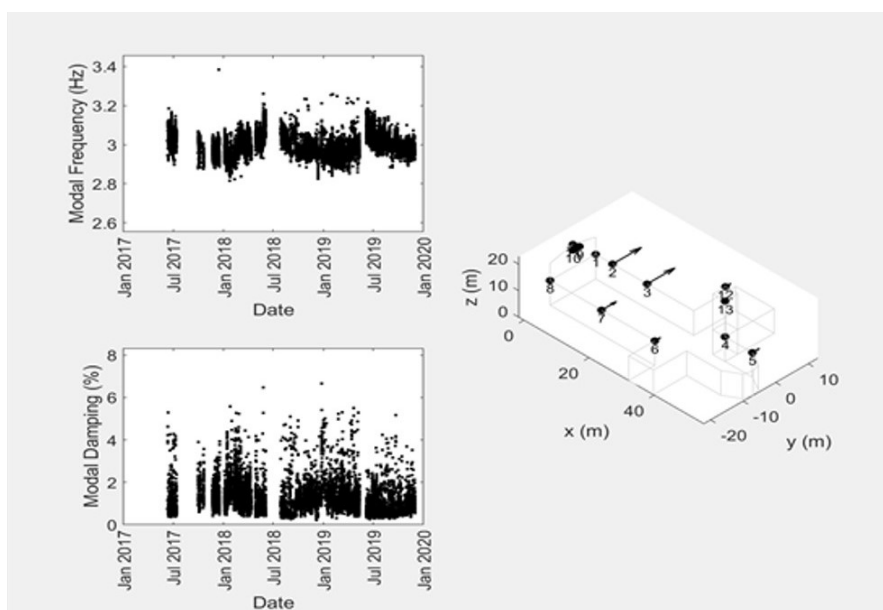 Modal Frequency (Hz)
3.4
3.2
3
2.8
2.6
Jan 2017
Jul 2017
Jan 2018
Jul 2018
Jan 2019
Jul 2019
Jan 2020
Date
Modal Damping (%)
8
6
4
2
0
Jan 2017
Jul 2017
Jan 2018
Jul 2018
Jan 2019
Jul 2019
Jan 2020
Date
z (m)
20
10
0
10
1
2
3
8
7
6
12
13
4
5
0
20
40
x (m)
-20
-10
0
10
y (m)